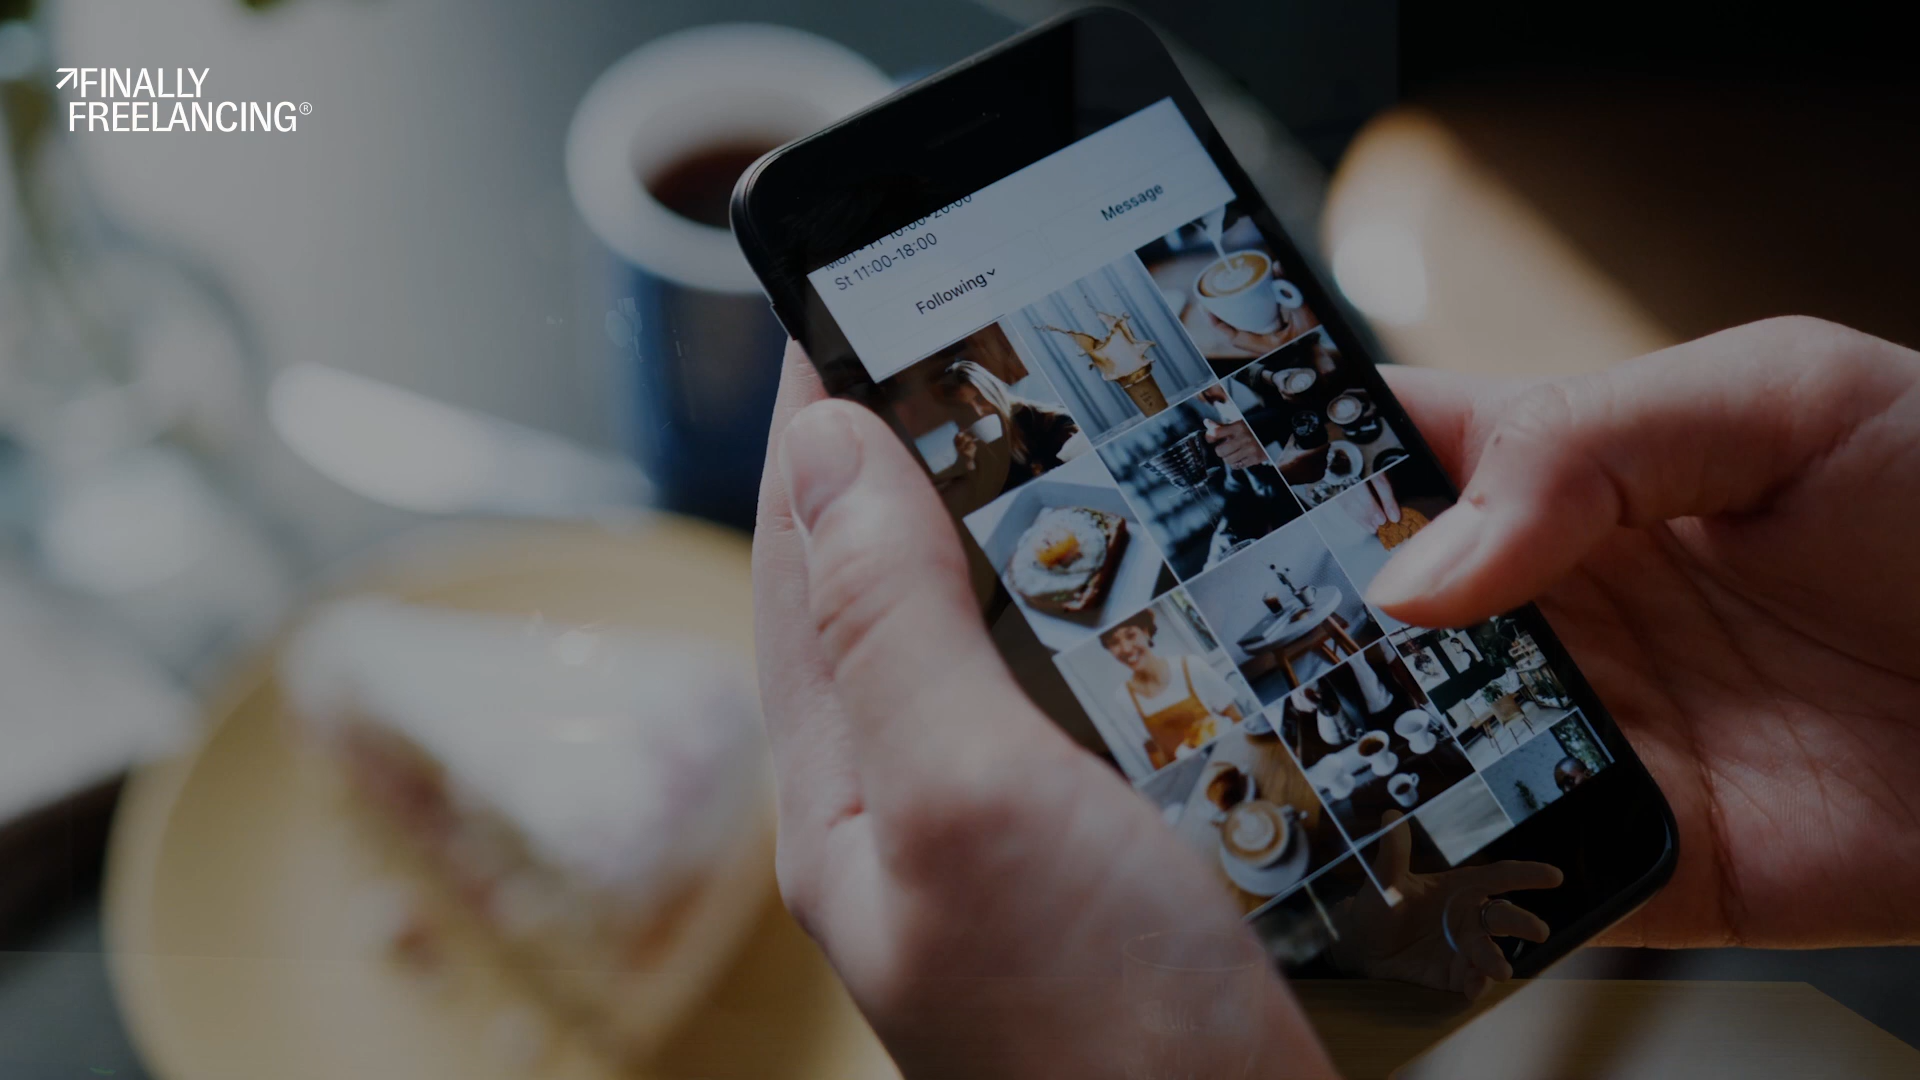 FINALLY
FREELANCING®
St 11:00-18:00
Following
Message